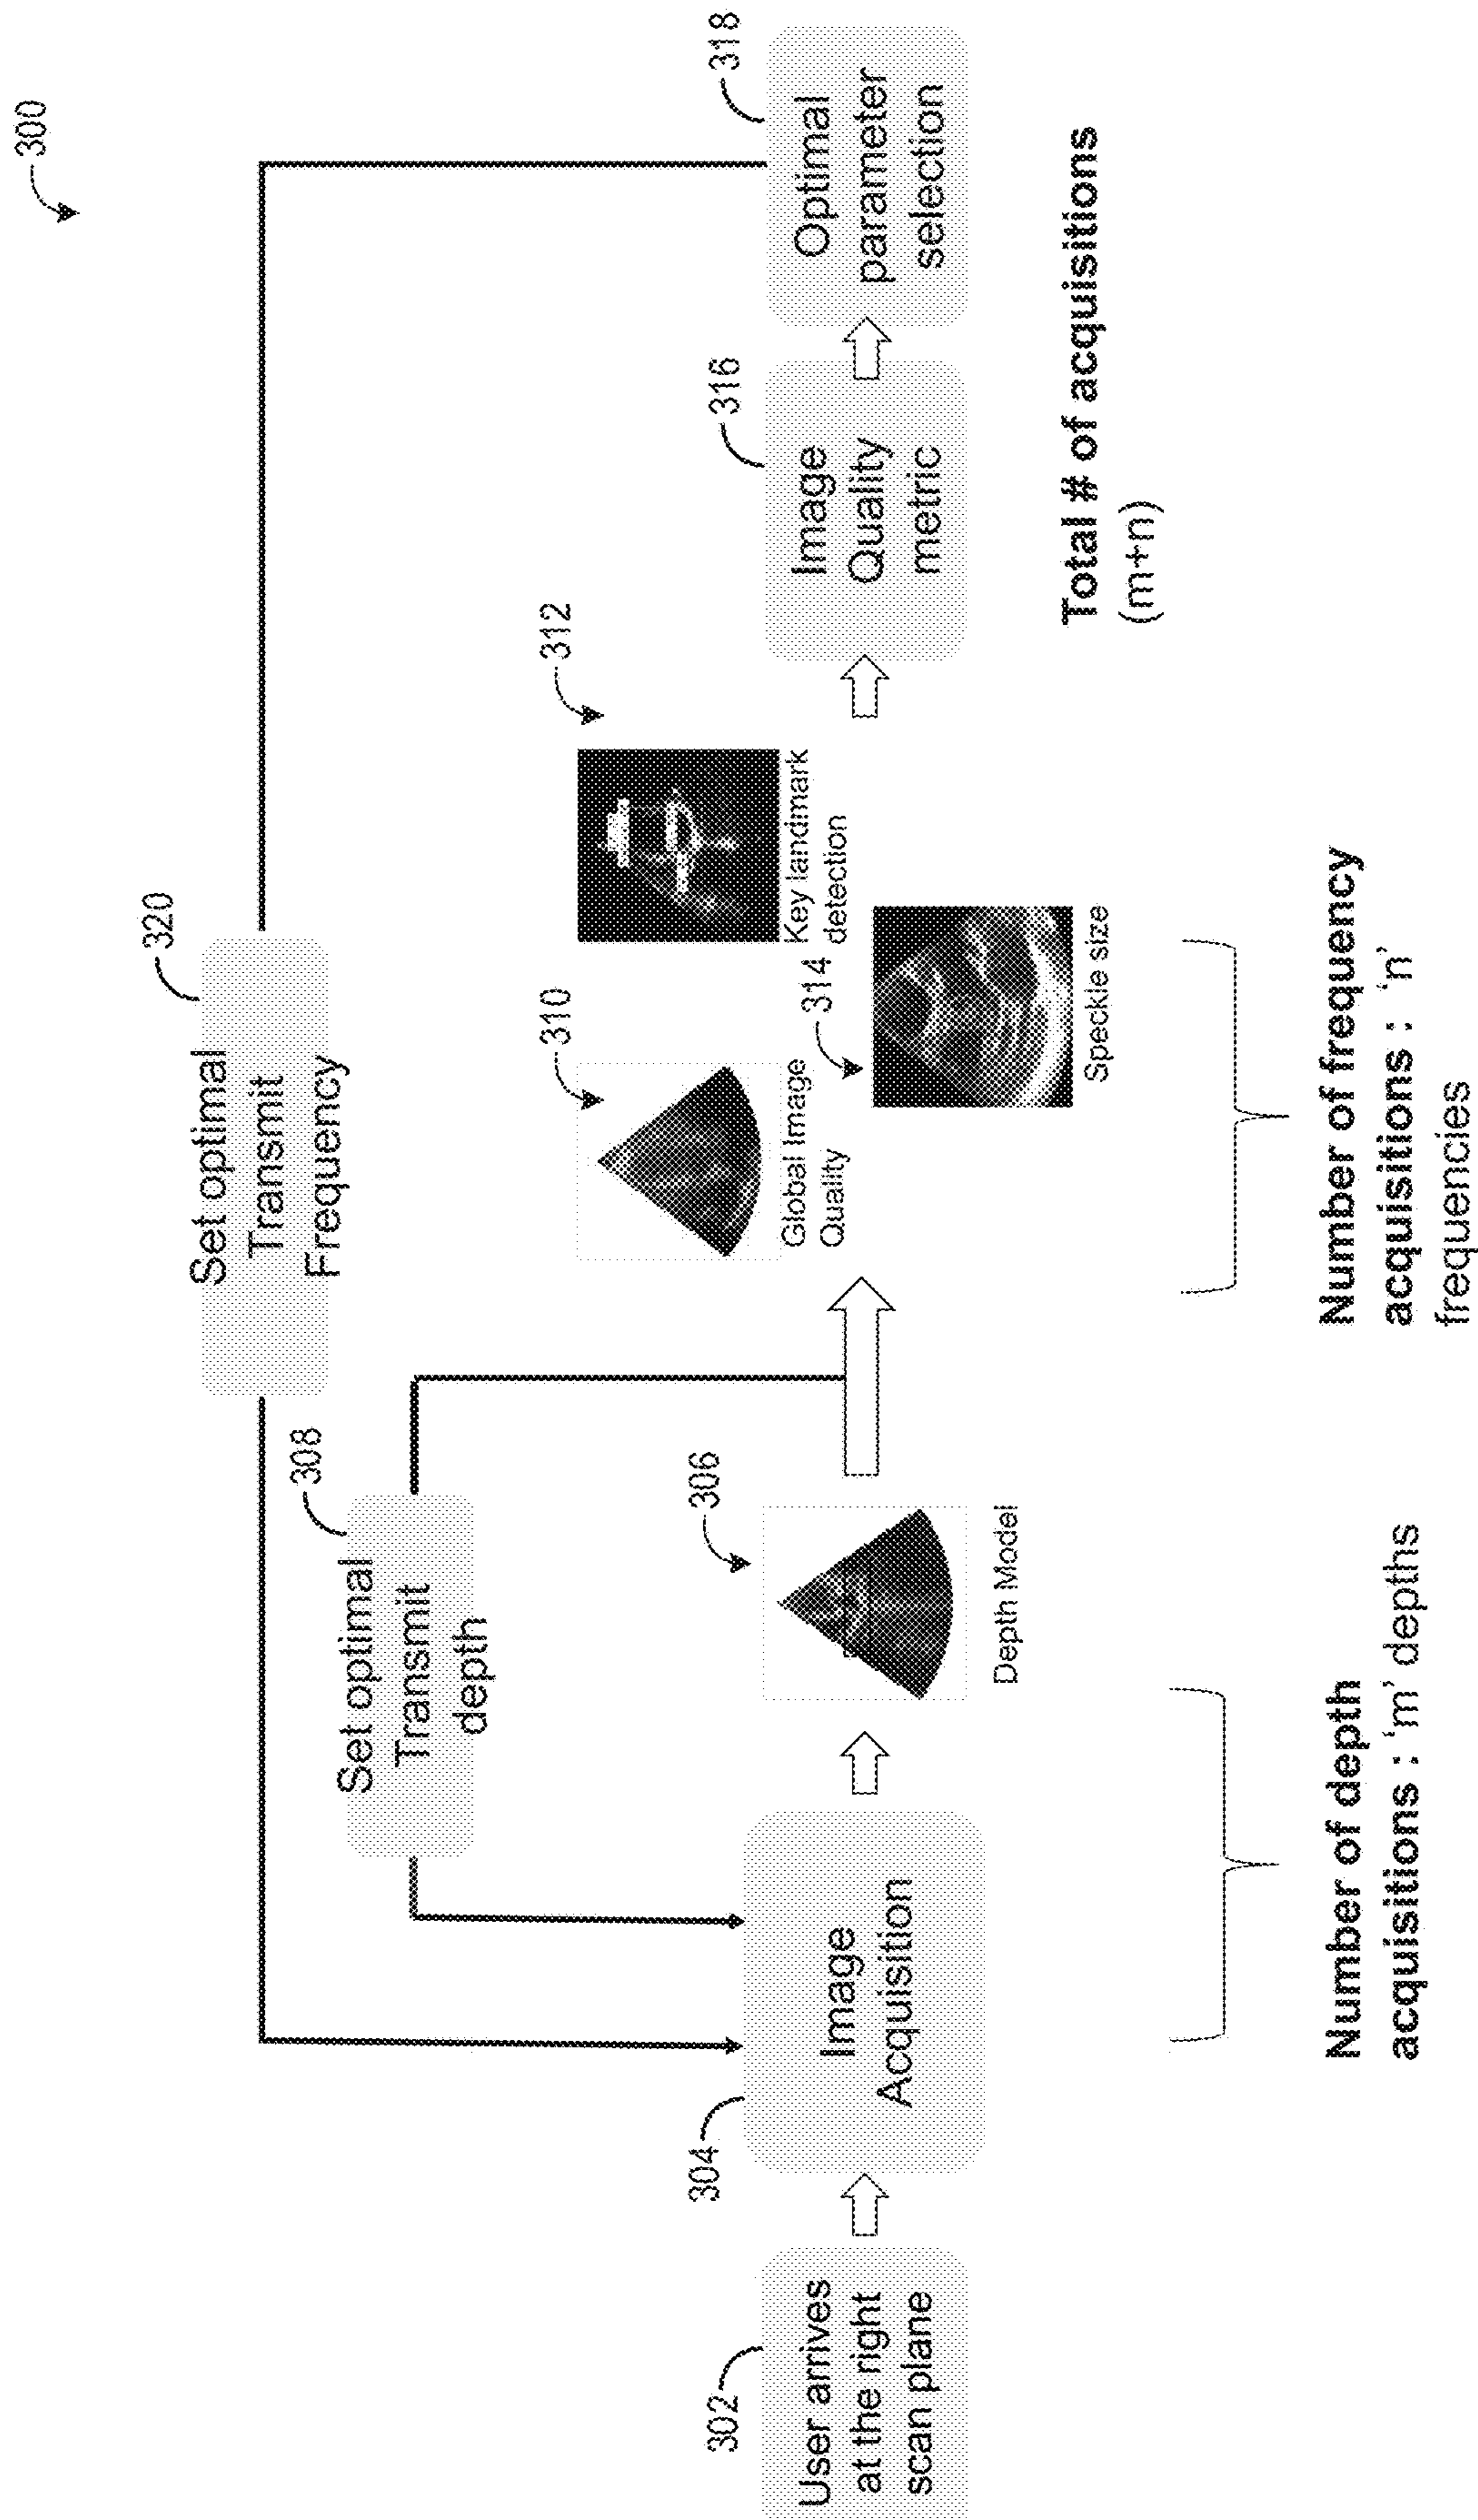 300
320
Set optimal
Transmit
Frequency
308
Set optimal
Transmit
depth
302
User arrives
at the right
scan plane
304
Image
Acquisition
306
Depth Model
310
Global Image
Quality
312
Key landmark
detection
314
Speckle size
316
Image
Quality
metric
318
Optimal
parameter
selection
Number of depth
acquisitions : 'm' depths
Number of frequency
acquisitions : 'n'
frequencies
Total # of acquisitions
(m+n)